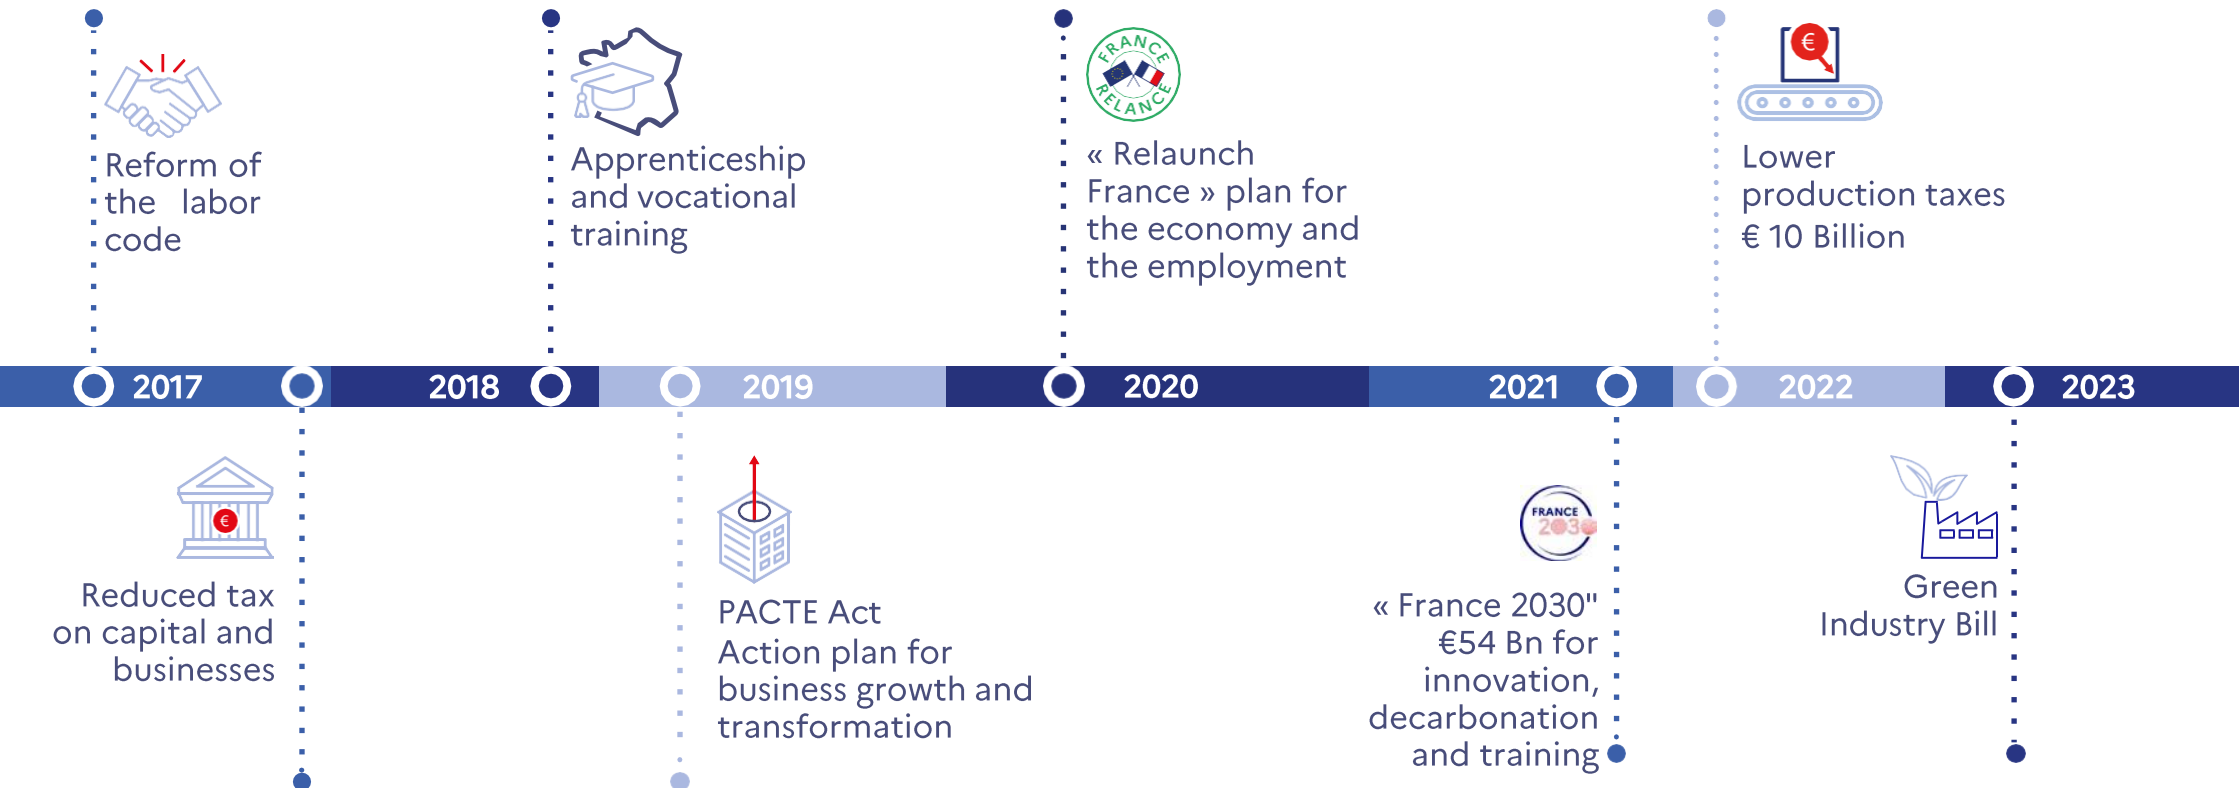 FRANCE
RELANCE
€
Reform of
the labor
code
Apprenticeship
and vocational
training
« Relaunch
France » plan for
the economy and
the employment
Lower
production taxes
€ 10 Billion
2017
2018
2019
2020
2021
2022
2023
€
Reduced tax
on capital and
businesses
PACTE Act
Action plan for
business growth and
transformation
FRANCE
2030
« France 2030"
€54 Bn for
innovation,
decarbonation
and training
Green
Industry Bill